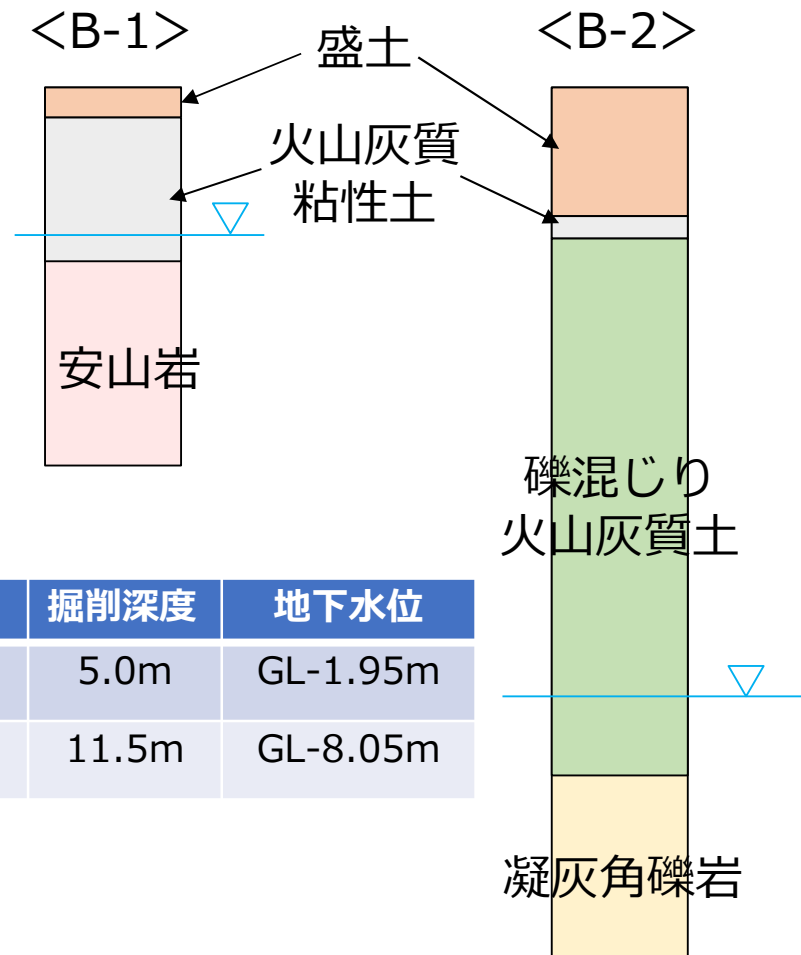 <B-1>
<B-2>
盛土
火山灰質
粘性土
安山岩
礫混じり
火山灰質土
掘削深度 地下水位
5.0m GL-1.95m
11.5m GL-8.05m
凝灰角礫岩